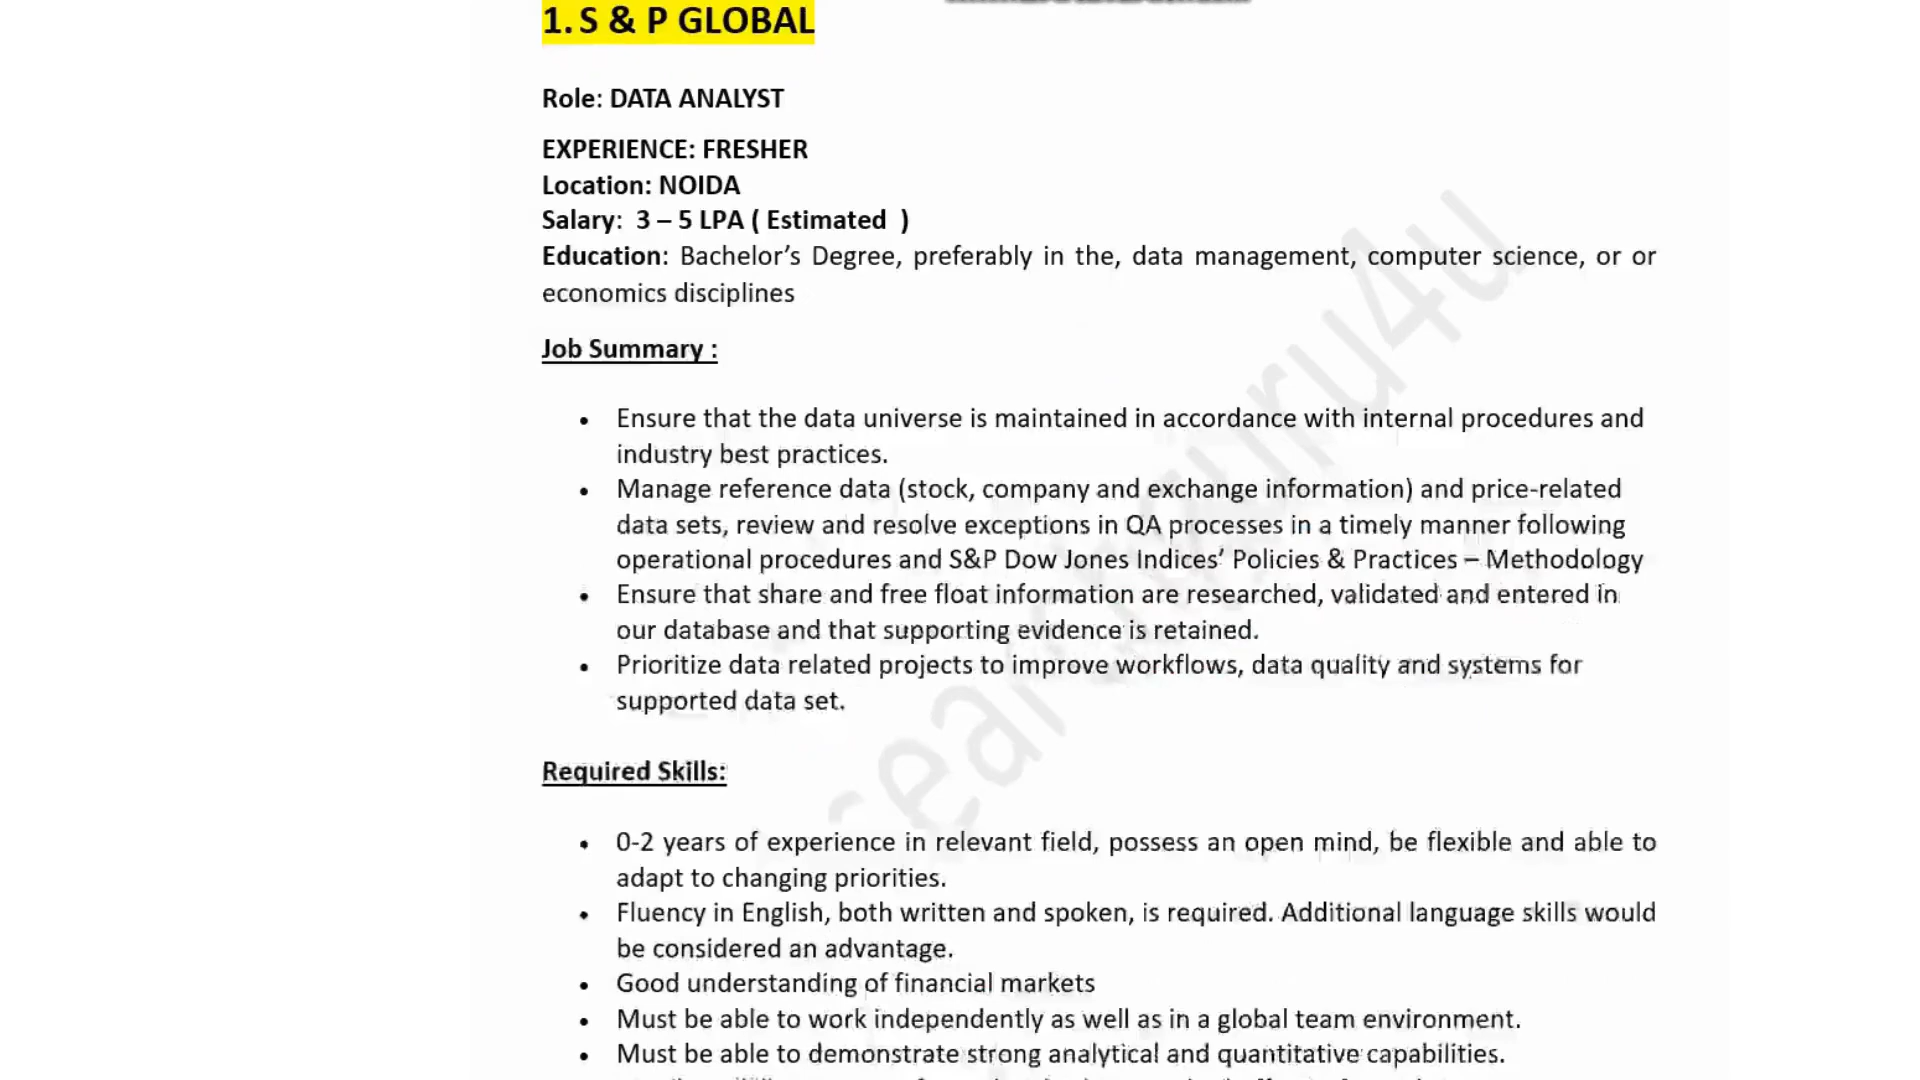 1. S & P GLOBAL
Role: DATA ANALYST
EXPERIENCE: FRESHER
Location: NOIDA
Salary: 3 – 5 LPA ( Estimated )
Education: Bachelor’s Degree, preferably in the, data management, computer science, or or
economics disciplines
Job Summary :
• Ensure that the data universe is maintained in accordance with internal procedures and
industry best practices.
• Manage reference data (stock, company and exchange information) and price-related
data sets, review and resolve exceptions in QA processes in a timely manner following
operational procedures and S&P Dow Jones Indices’ Policies & Practices – Methodology
• Ensure that share and free float information are researched, validated and entered in
our database and that supporting evidence is retained.
• Prioritize data related projects to improve workflows, data quality and systems for
supported data set.
Required Skills:
• 0-2 years of experience in relevant field, possess an open mind, be flexible and able to
adapt to changing priorities.
• Fluency in English, both written and spoken, is required. Additional language skills would
be considered an advantage.
• Good understanding of financial markets
• Must be able to work independently as well as in a global team environment.
• Must be able to demonstrate strong analytical and quantitative capabilities.